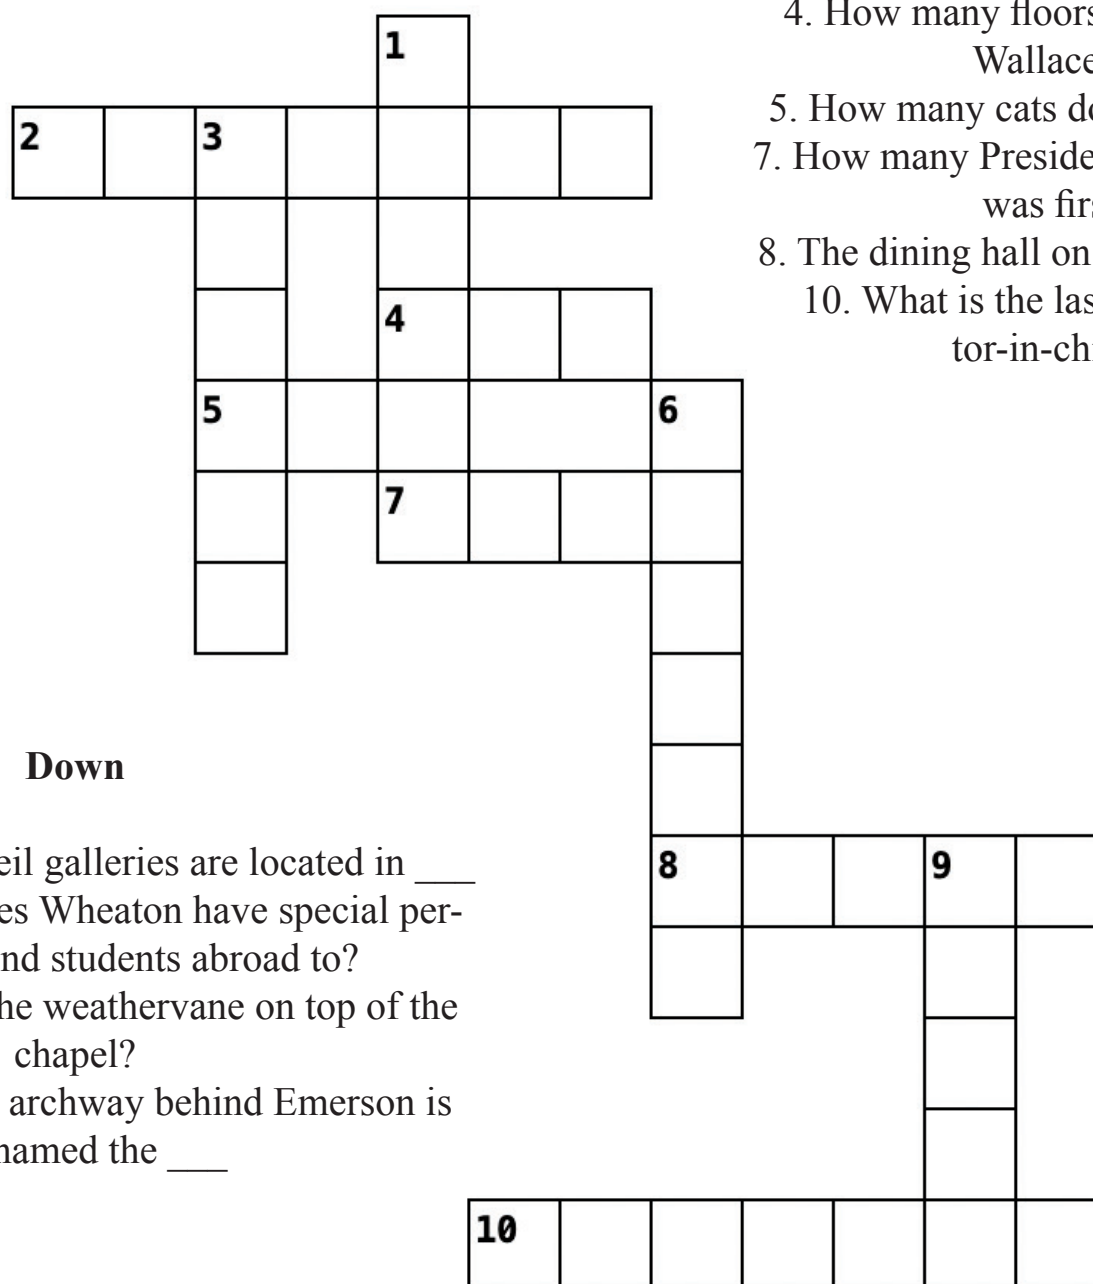 4. How many floors
Wallace
5. How many cats do
7. How many Preside
was firs
8. The dining hall on
10. What is the las
tor-in-chi
1
2 3
4
5 6
7
Down
eil galleries are located in ___
es Wheaton have special per-
nd students abroad to?
he weathervane on top of the
chapel?
archway behind Emerson is
named the ___
8 9
10